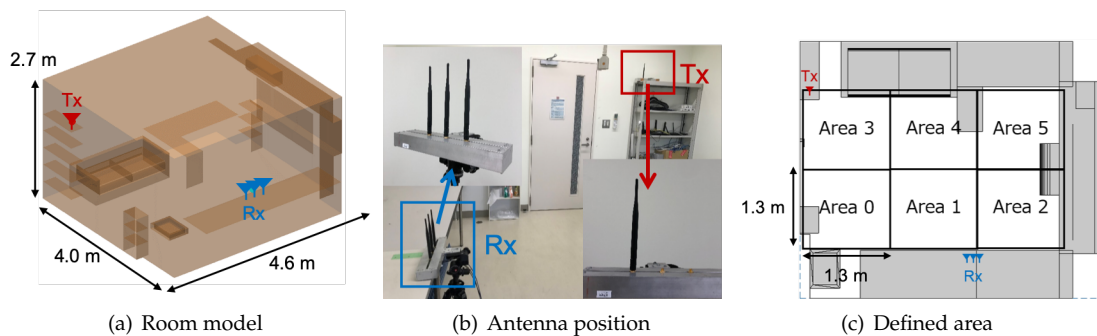 2.7 m
Tx
Rx
4.0 m
4.6 m
(a) Room model
Tx
Rx
(b) Antenna position
Tx
Area 3
Area 4
Area 5
1.3 m
Area 0
Area 1
Area 2
1.3 m
Rx
(c) Defined area